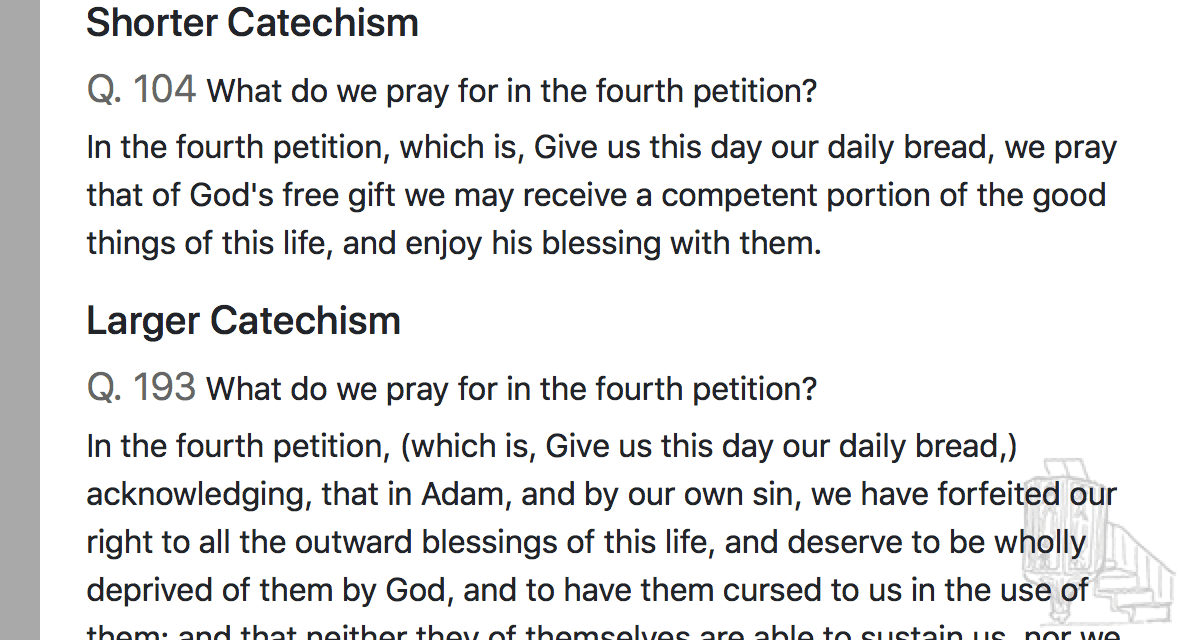 Shorter Catechism
Q. 104 What do we pray for in the fourth petition?
In the fourth petition, which is, Give us this day our daily bread, we pray
that of God's free gift we may receive a competent portion of the good
things of this life, and enjoy his blessing with them.
Larger Catechism
Q. 193 What do we pray for in the fourth petition?
In the fourth petition, (which is, Give us this day our daily bread,)
acknowledging, that in Adam, and by our own sin, we have forfeited our
right to all the outward blessings of this life, and deserve to be wholly
deprived of them by God, and to have them cursed to us in the use of
them; and that neither they of themselves are able to sustain us, nor we